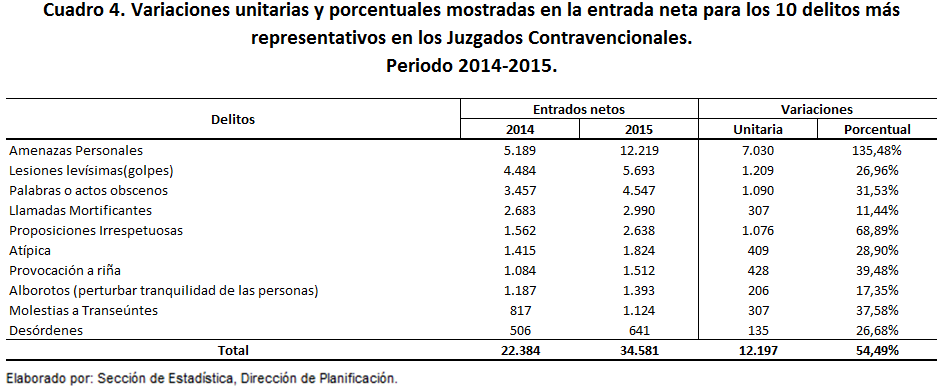 Cuadro 4. Variaciones unitarias y porcentuales mostradas en la entrada neta para los 10 delitos más
representativos en los Juzgados Contravencionales.
Periodo 2014-2015.
Delitos Entrados netos Variaciones
2014 2015 Unitaria Porcentual
Amenazas Personales 5.189 12.219 7.030 135,48%
Lesiones levísimas(golpes) 4.484 5.693 1.209 26,96%
Palabras o actos obscenos 3.457 4.547 1.090 31,53%
Llamadas Mortificantes 2.683 2.990 307 11,44%
Proposiciones Irrespetuosas 1.562 2.638 1.076 68,89%
Atípica 1.415 1.824 409 28,90%
Provocación a riña 1.084 1.512 428 39,48%
Alborotos (perturbar tranquilidad de las personas) 1.187 1.393 206 17,35%
Molestias a Transeúntes 817 1.124 307 37,58%
Desórdenes 506 641 135 26,68%
Total 22.384 34.581 12.197 54,49%
Elaborado por: Sección de Estadística, Dirección de Planificación.